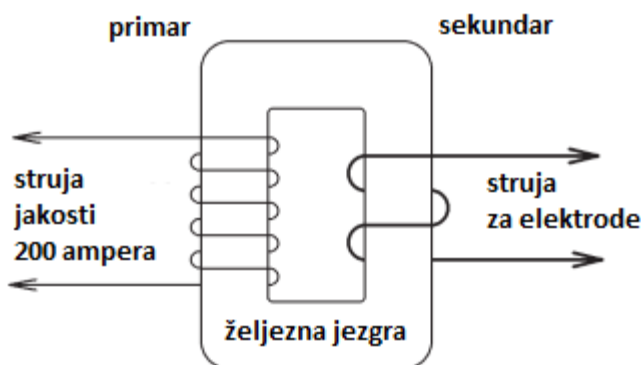 primar
sekundar
struja
jakosti
200 ampera
struja
za elektrode
željezna jezgra